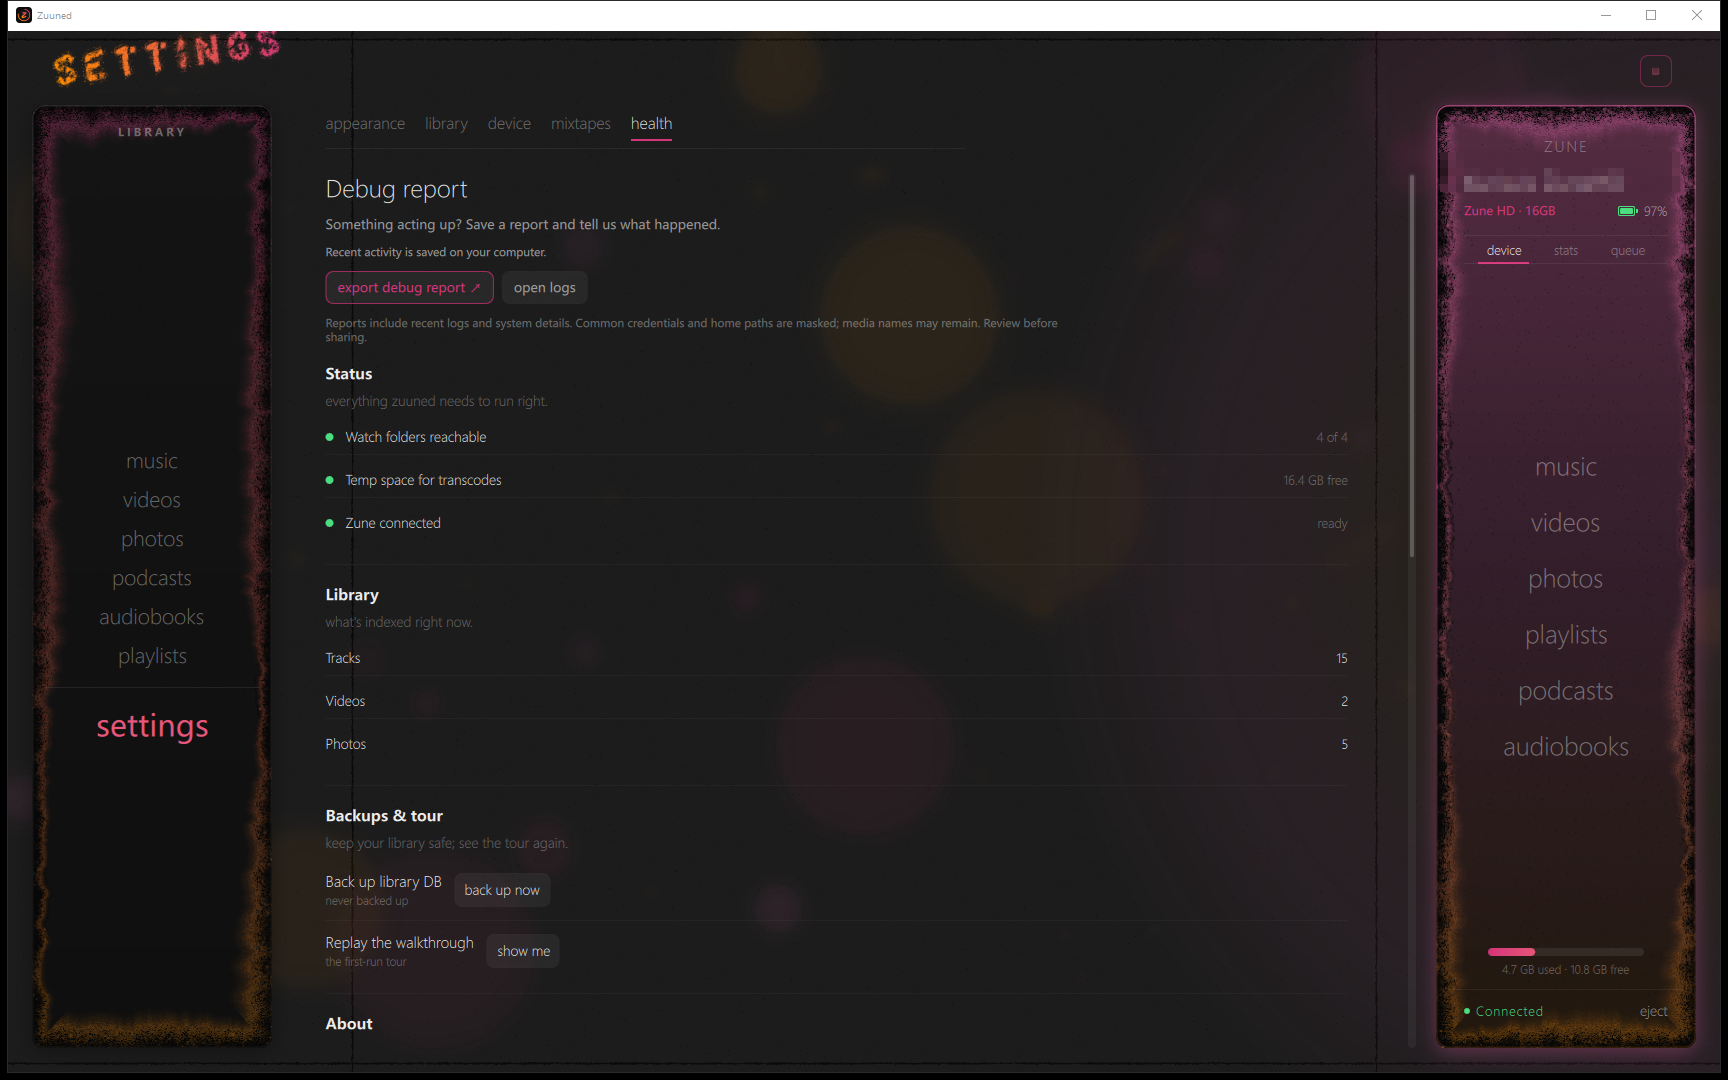 Zuuned
SETTINGS
LIBRARY
music
videos
photos
podcasts
audiobooks
playlists
settings
appearance library device mixtapes health
Debug report
Something acting up? Save a report and tell us what happened.
Recent activity is saved on your computer.
export debug report ↗ open logs
Reports include recent logs and system details. Common credentials and home paths are masked; media names may remain. Review before
sharing.
Status
everything zuuned needs to run right.
Watch folders reachable 4 of 4
Temp space for transcodes 16.4 GB free
Zune connected ready
Library
what's indexed right now.
Tracks 15
Videos 2
Photos 5
Backups & tour
keep your library safe; see the tour again.
Back up library DB
never backed up
back up now
Replay the walkthrough
the first-run tour
show me
About
ZUNE
Zune HD · 16GB 97%
device stats queue
music
videos
photos
playlists
podcasts
audiobooks
4.7 GB used · 10.8 GB free
Connected eject